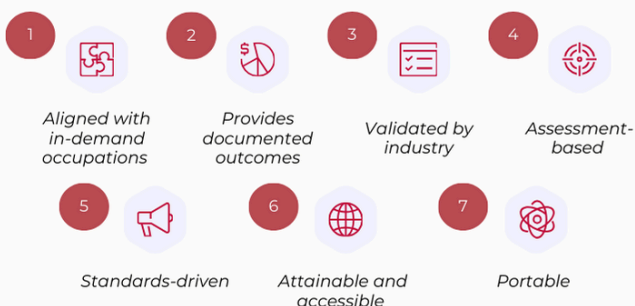 1
2
3
4
Aligned with
in-demand
occupations
Provides
documented
outcomes
Validated by
industry
Assessment-
based
5
6
7
Standards-driven
Attainable and
accessible
Portable